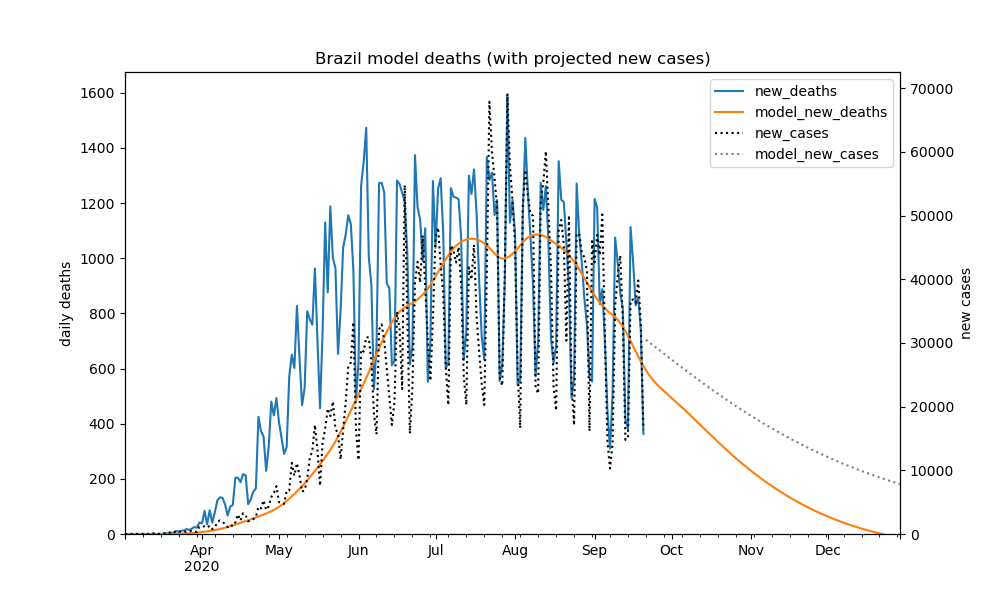 Brazil model deaths (with projected new cases)
new_deaths
model_new_deaths
new_cases
model_new_cases
daily deaths
1600
1400
1200
1000
800
600
400
200
0
new cases
70000
60000
50000
40000
30000
20000
10000
0
Apr
2020
May
Jun
Jul
Aug
Sep
Oct
Nov
Dec